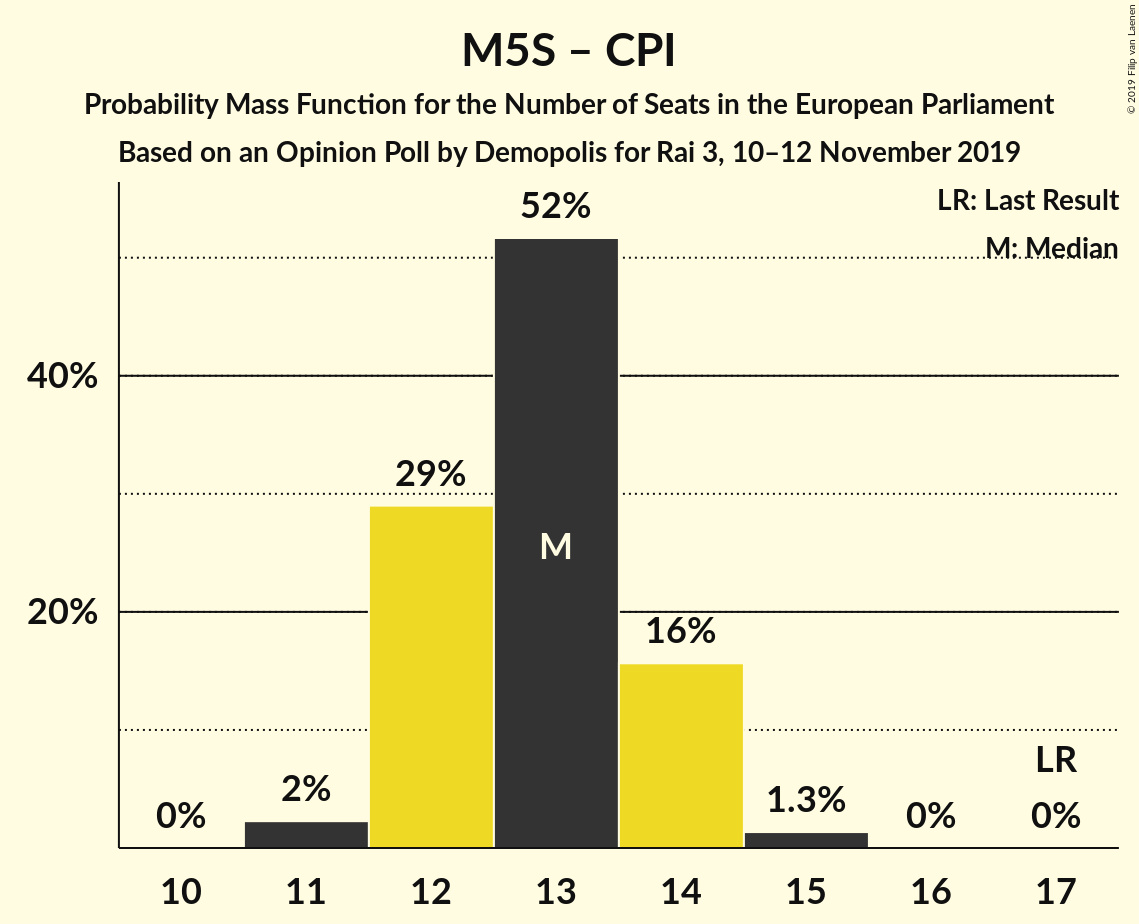 M5S – CPI
Probability Mass Function for the Number of Seats in the European Parliament
Based on an Opinion Poll by Demopolis for Rai 3, 10–12 November 2019
© 2019 Filip van Laenen
LR: Last Result
M: Median
52%
40%
29%
M
20%
16%
LR
0%
2%
1.3%
0%
0%
10 11 12 13 14 15 16 17